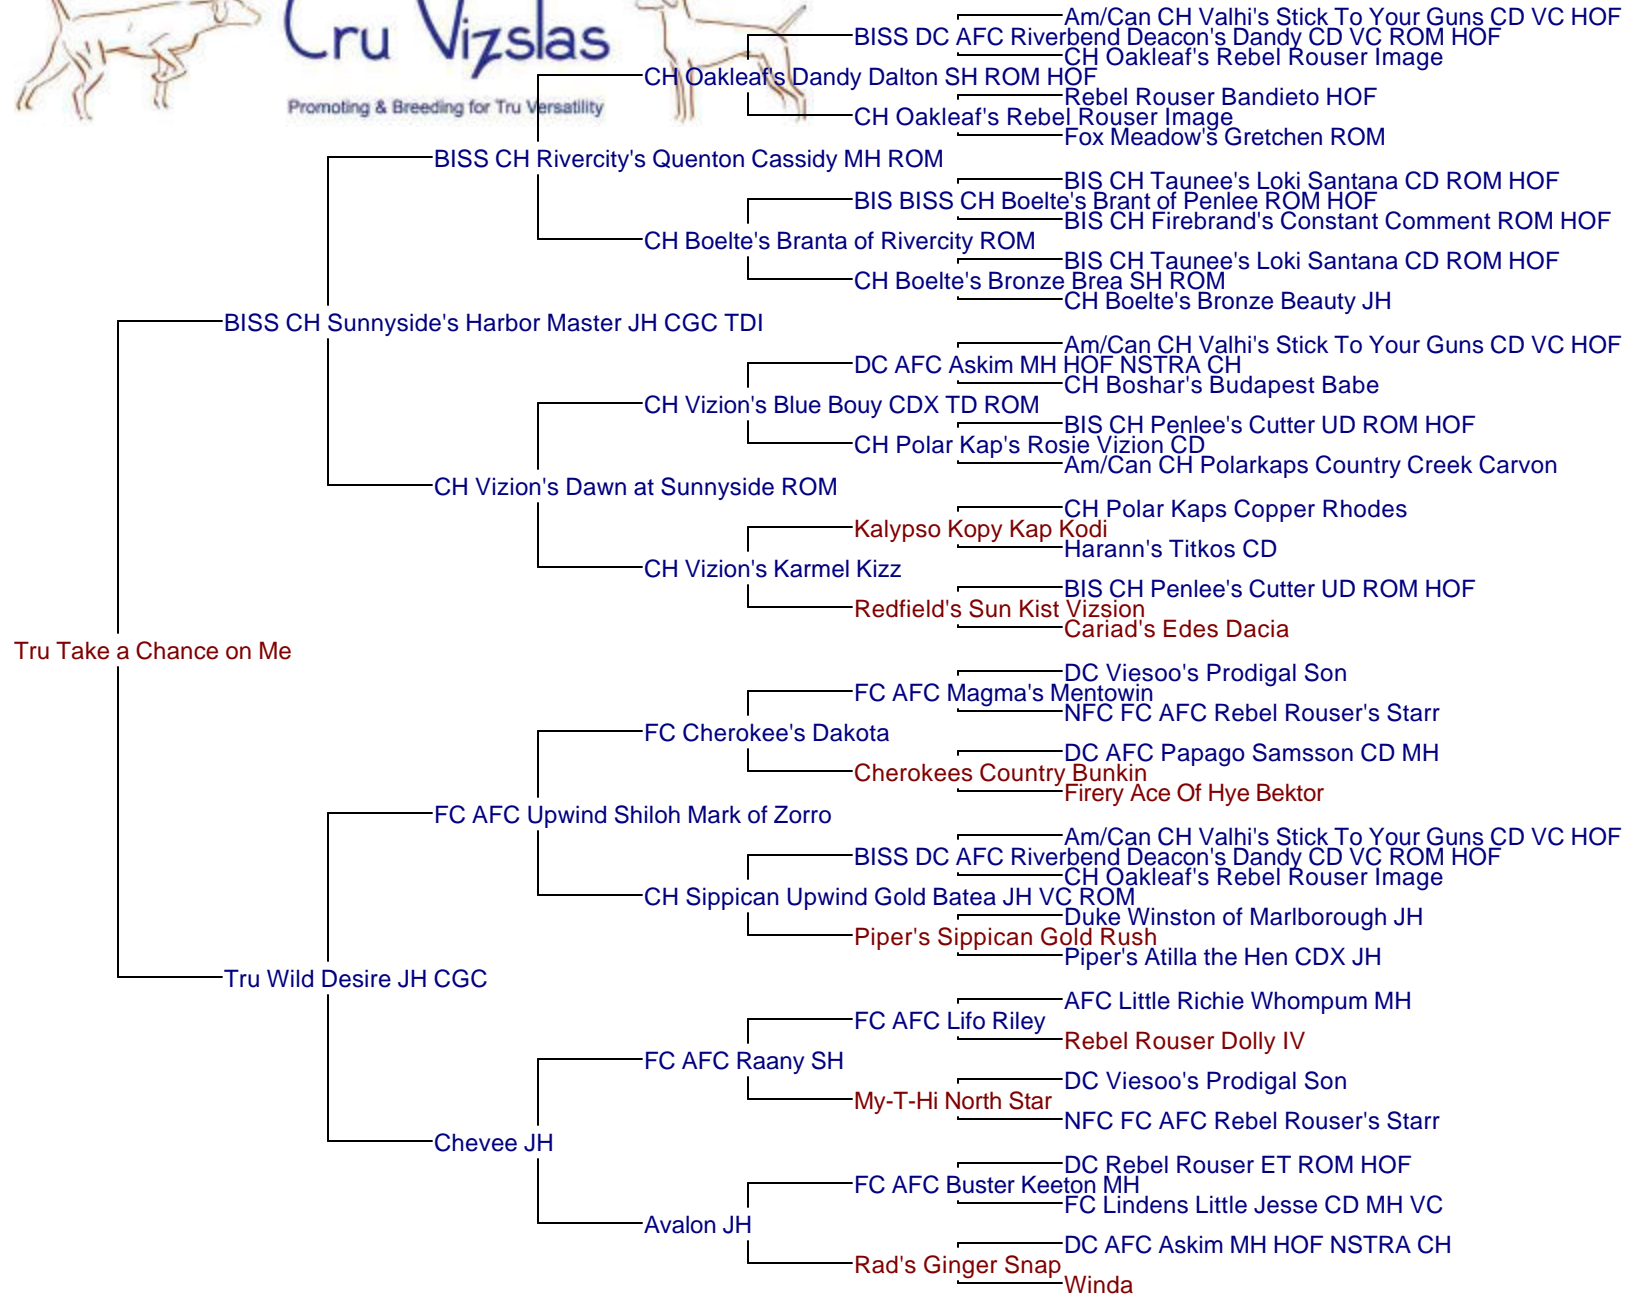 Cru Vizslas
Promoting & Breeding for Tru Versatility
Am/Can CH Valhi's Stick To Your Guns CD VC HOF
BISS DC AFC Riverbend Deacon's Dandy CD VC ROM HOF
CH Oakleaf's Rebel Rouser Image
CH Oakleaf's Dandy Dalton SH ROM HOF
Rebel Rouser Bandieto HOF
CH Oakleaf's Rebel Rouser Image
Fox Meadow's Gretchen ROM
BISS CH Rivercity's Quenton Cassidy MH ROM
BIS CH Taunee's Loki Santana CD ROM HOF
BIS BISS CH Boelte's Brant of Penlee ROM HOF
BIS CH Firebrand's Constant Comment ROM HOF
CH Boelte's Branta of Rivercity ROM
BIS CH Taunee's Loki Santana CD ROM HOF
CH Boelte's Bronze Brea SH ROM
CH Boelte's Bronze Beauty JH
BISS CH Sunnyside's Harbor Master JH CGC TDI
Am/Can CH Valhi's Stick To Your Guns CD VC HOF
DC AFC Askim MH HOF NSTRA CH
CH Boshar's Budapest Babe
CH Vizion's Blue Bouy CDX TD ROM
BIS CH Penlee's Cutter UD ROM HOF
CH Polar Kap's Rosie Vizion CD
Am/Can CH Polarkaps Country Creek Carvon
CH Vizion's Dawn at Sunnyside ROM
CH Polar Kaps Copper Rhodes
Kalypso Kopy Kap Kodi
Harann's Titkos CD
CH Vizion's Karmel Kizz
BIS CH Penlee's Cutter UD ROM HOF
Redfield's Sun Kist Vizsion
Cariad's Edes Dacia
Tru Take a Chance on Me
DC Viesoo's Prodigal Son
FC AFC Magma's Mentowin
NFC FC AFC Rebel Rouser's Starr
FC Cherokee's Dakota
DC AFC Papago Samsson CD MH
Cherokees Country Bunkin
Firery Ace Of Hye Bektor
FC AFC Upwind Shiloh Mark of Zorro
Am/Can CH Valhi's Stick To Your Guns CD VC HOF
BISS DC AFC Riverbend Deacon's Dandy CD VC ROM HOF
CH Oakleaf's Rebel Rouser Image
CH Sippican Upwind Gold Batea JH VC ROM
Duke Winston of Marlborough JH
Piper's Sippican Gold Rush
Piper's Atilla the Hen CDX JH
Tru Wild Desire JH CGC
AFC Little Richie Whompum MH
FC AFC Lifo Riley
Rebel Rouser Dolly IV
FC AFC Raany SH
DC Viesoo's Prodigal Son
My-T-Hi North Star
NFC FC AFC Rebel Rouser's Starr
Chevee JH
DC Rebel Rouser ET ROM HOF
FC AFC Buster Keeton MH
FC Lindens Little Jesse CD MH VC
Avalon JH
DC AFC Askim MH HOF NSTRA CH
Rad's Ginger Snap
Winda